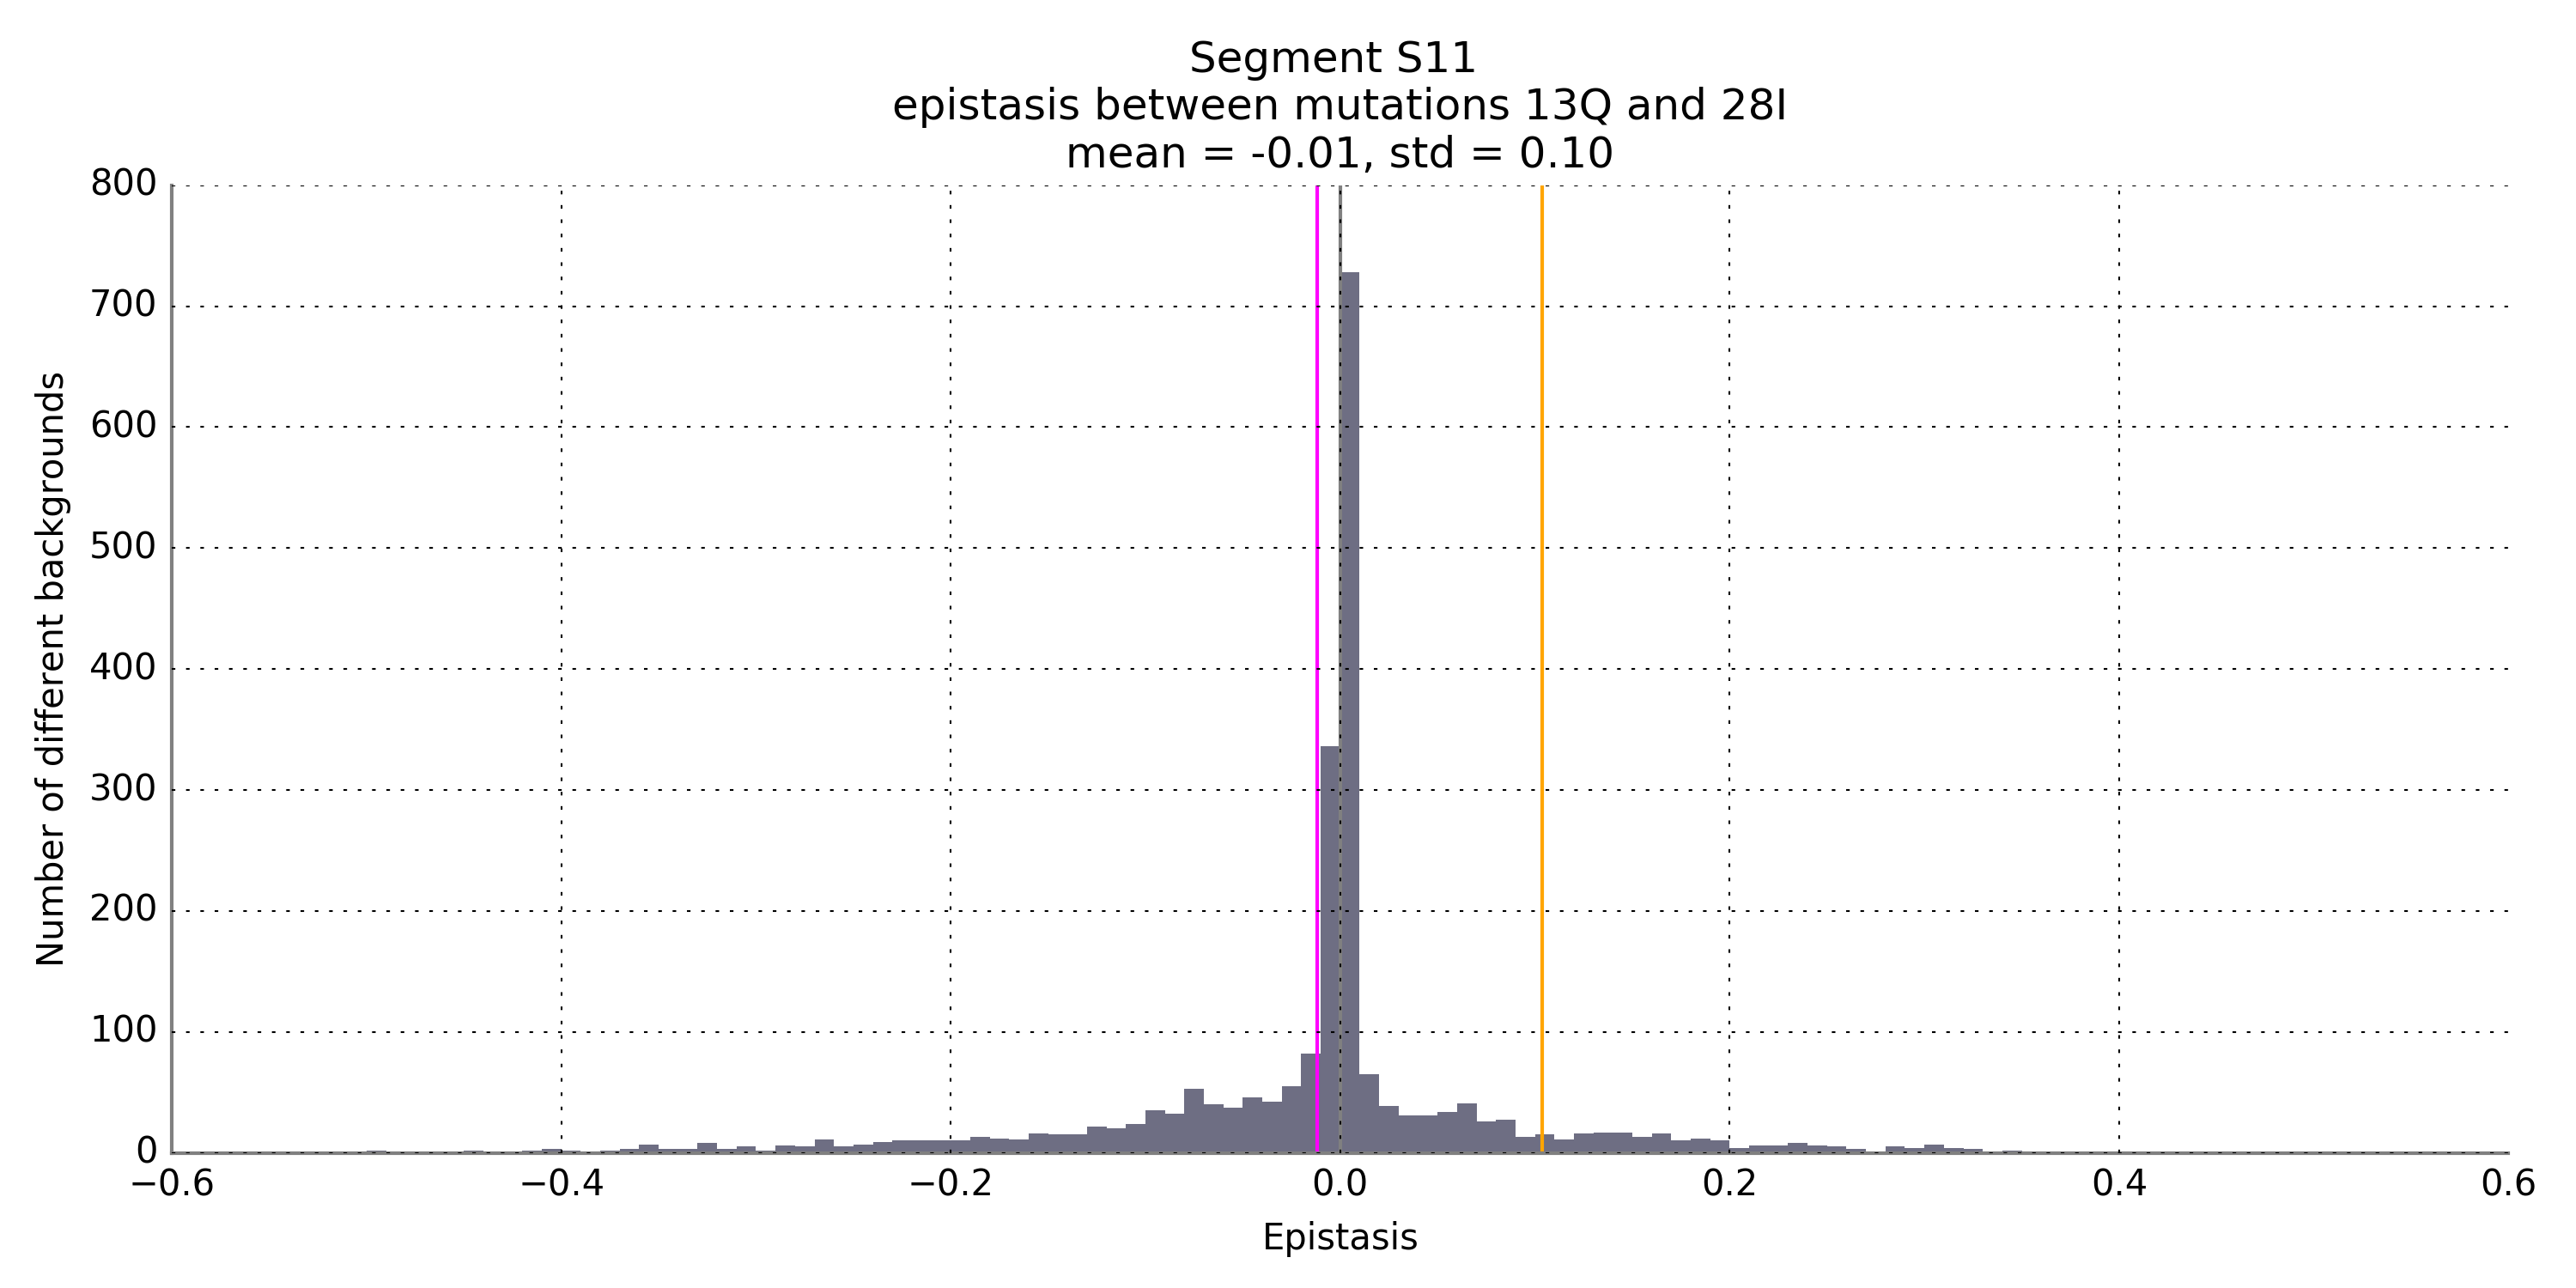 Segment S11
epistasis between mutations 13Q and 28I
mean = -0.01, std = 0.10
800
700
600
500
400
300
200
100
0
Number of different backgrounds
−0.6 −0.4 −0.2 0.0 0.2 0.4 0.6
Epistasis